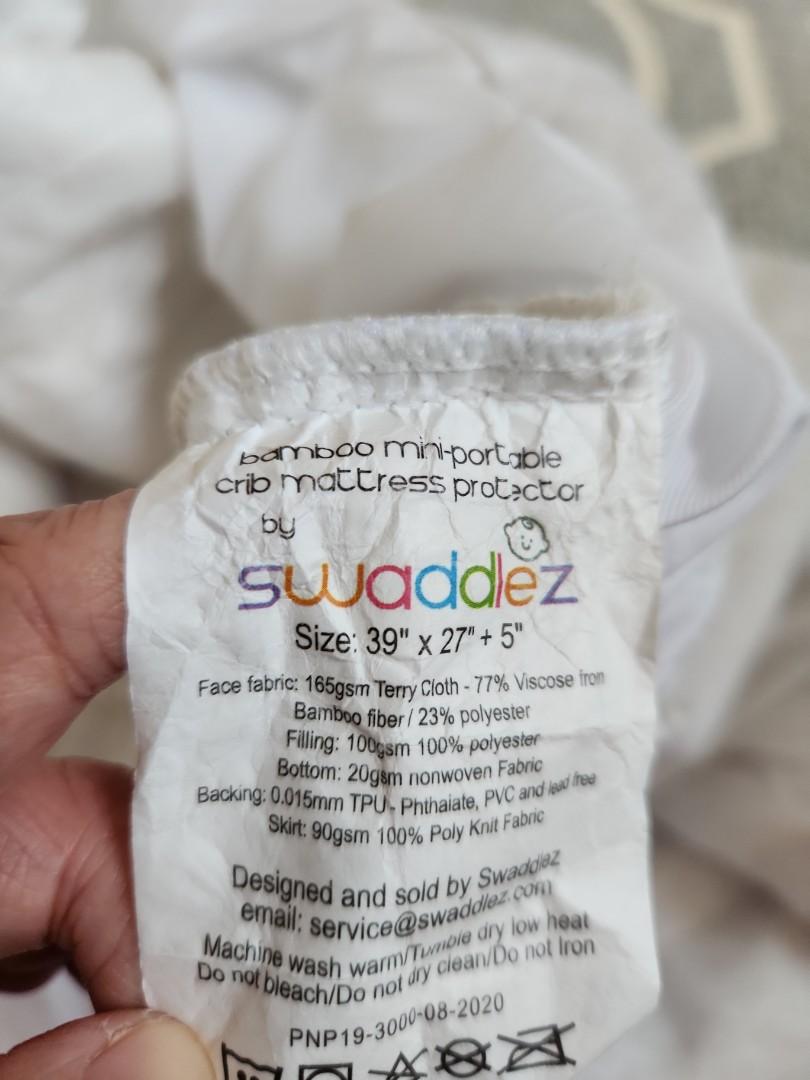 bamboo mini-portable
crib mattress protector
by
swaddlez
Size: 39" x 27" + 5"
Face fabric: 165gsm Terry Cloth - 77% Viscose from
Bamboo fiber / 23% polyester
Filling: 100gsm 100% polyester
Bottom: 20gsm nonwoven Fabric
Backing: 0.015mm TPU - Phthaiate, PVC and lead free
Skirt: 90gsm 100% Poly Knit Fabric
Designed and sold by Swaddlez
email: service@swaddlez.com
Machine wash warm/Tumble dry low heat
Do not bleach/Do not dry clean/Do not Iron
PNP19-3000-08-2020